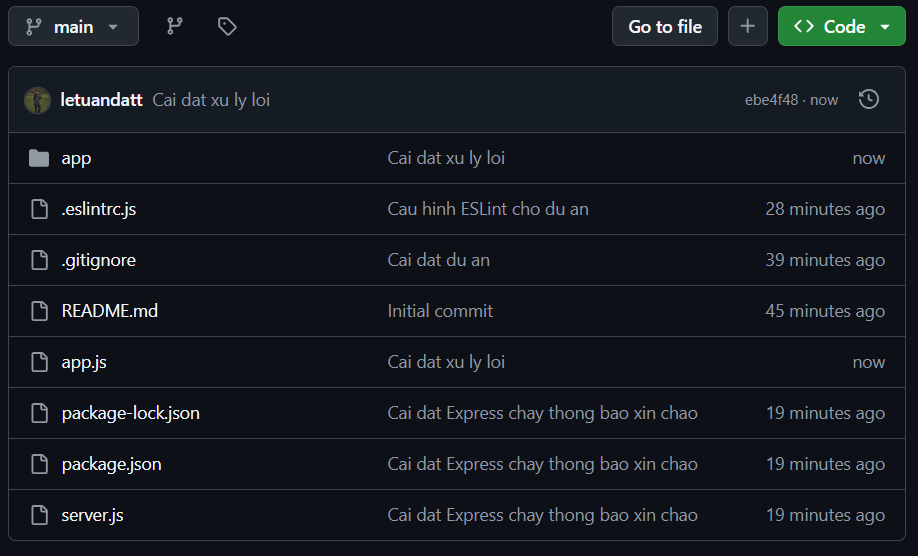 main Go to file + Code
letuandatt Cai dat xu ly loi ebe4f48 · now
app Cai dat xu ly loi now
.eslintrc.js Cau hinh ESLint cho du an 28 minutes ago
.gitignore Cai dat du an 39 minutes ago
README.md Initial commit 45 minutes ago
app.js Cai dat xu ly loi now
package-lock.json Cai dat Express chay thong bao xin chao 19 minutes ago
package.json Cai dat Express chay thong bao xin chao 19 minutes ago
server.js Cai dat Express chay thong bao xin chao 19 minutes ago